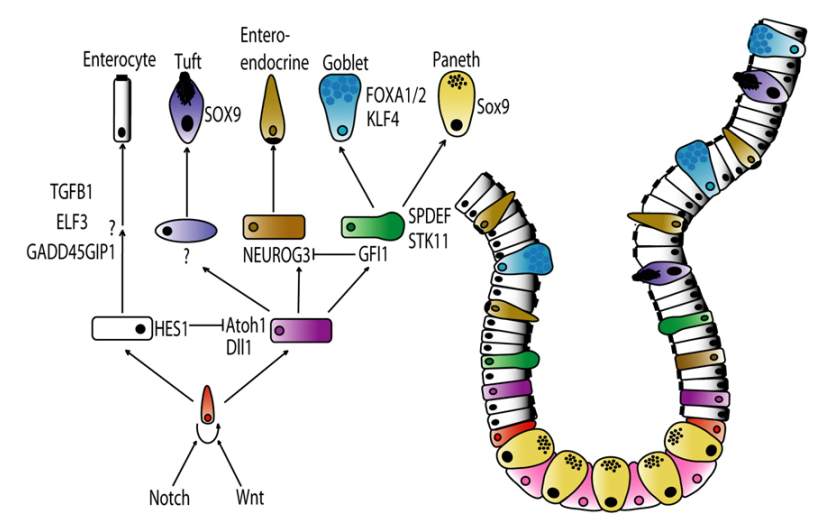 Enterocyte
Tuft
Entero-
endocrine
Goblet
Paneth
SOX9
FOXA1/2
KLF4
Sox9
TGFB1
ELF3
?
GADD45GIP1
?
NEUROG3
GFI1
SPDEF
STK11
HES1
Atoh1
Dll1
Notch
Wnt